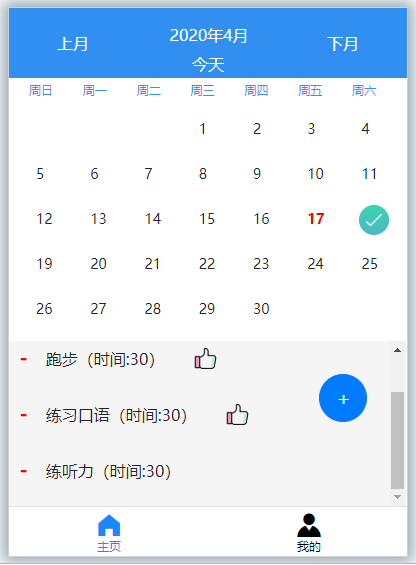 上月 2020年4月 下月
今天
周日 周一 周二 周三 周四 周五 周六
1 2 3 4
5 6 7 8 9 10 11
12 13 14 15 16 17
19 20 21 22 23 24 25
26 27 28 29 30
- 跑步（时间:30）
+
- 练习口语（时间:30）
- 练听力（时间:30）
主页 我的